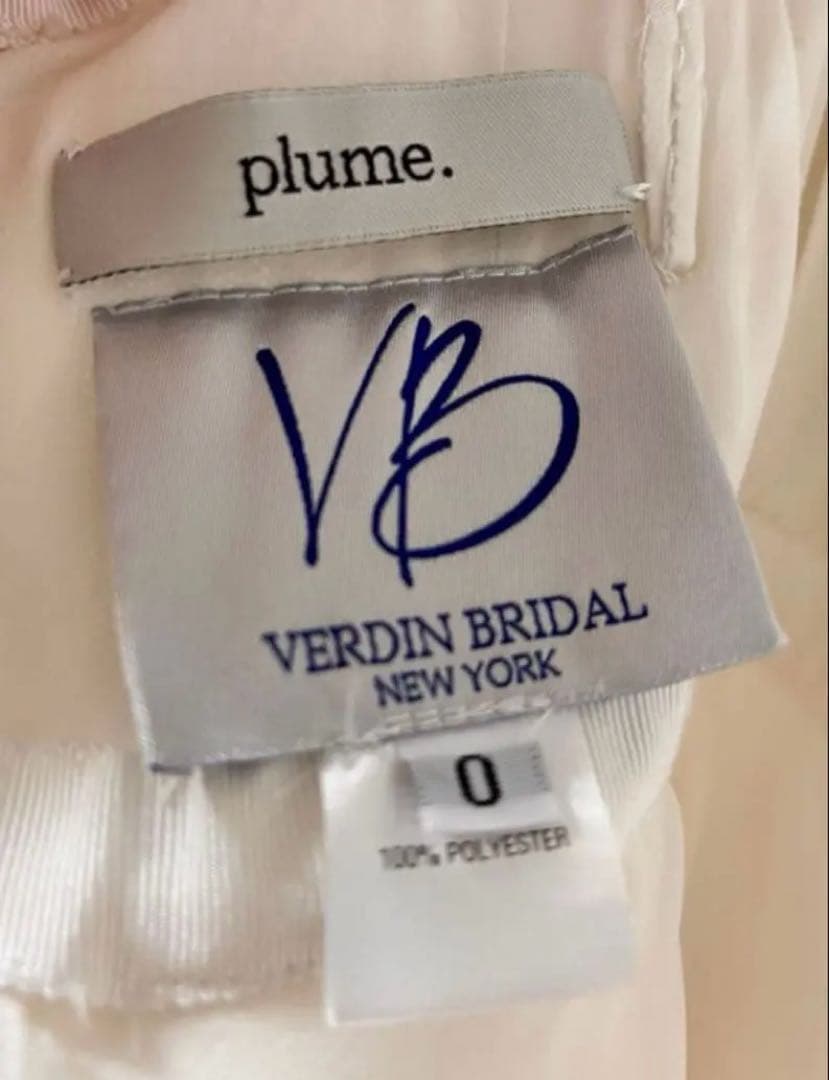 plume.
VB
VERDIN BRIDAL
NEW YORK
0
100% POLYESTER